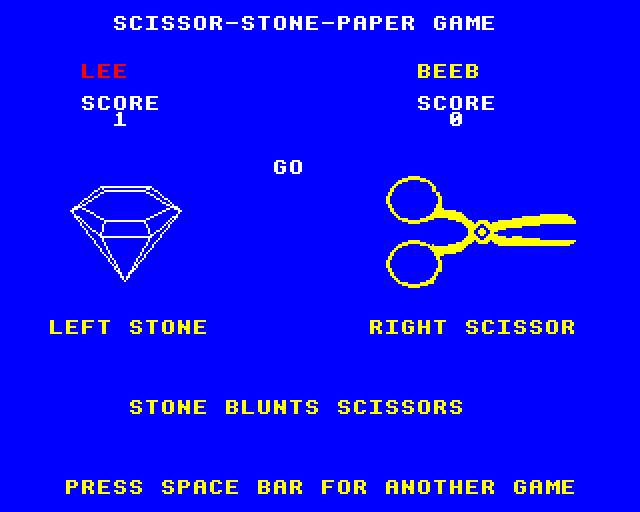 SCISSOR-STONE-PAPER GAME
LEE BEEB
SCORE SCORE
1 0
GO
LEFT STONE RIGHT SCISSOR
STONE BLUNTS SCISSORS
PRESS SPACE BAR FOR ANOTHER GAME